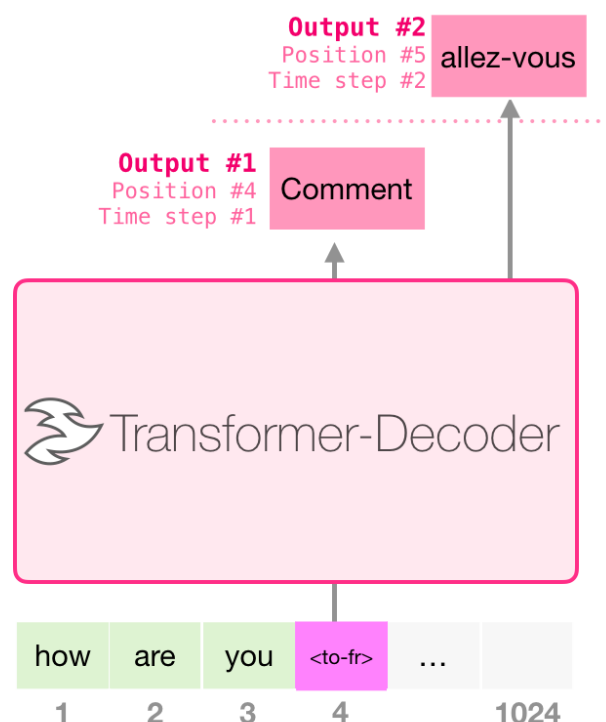 Output #2
Position #5
Time step #2
allez-vous
Output #1
Position #4
Time step #1
Comment
Transformer-Decoder
how are you <to-fr> ...
1 2 3 4 1024